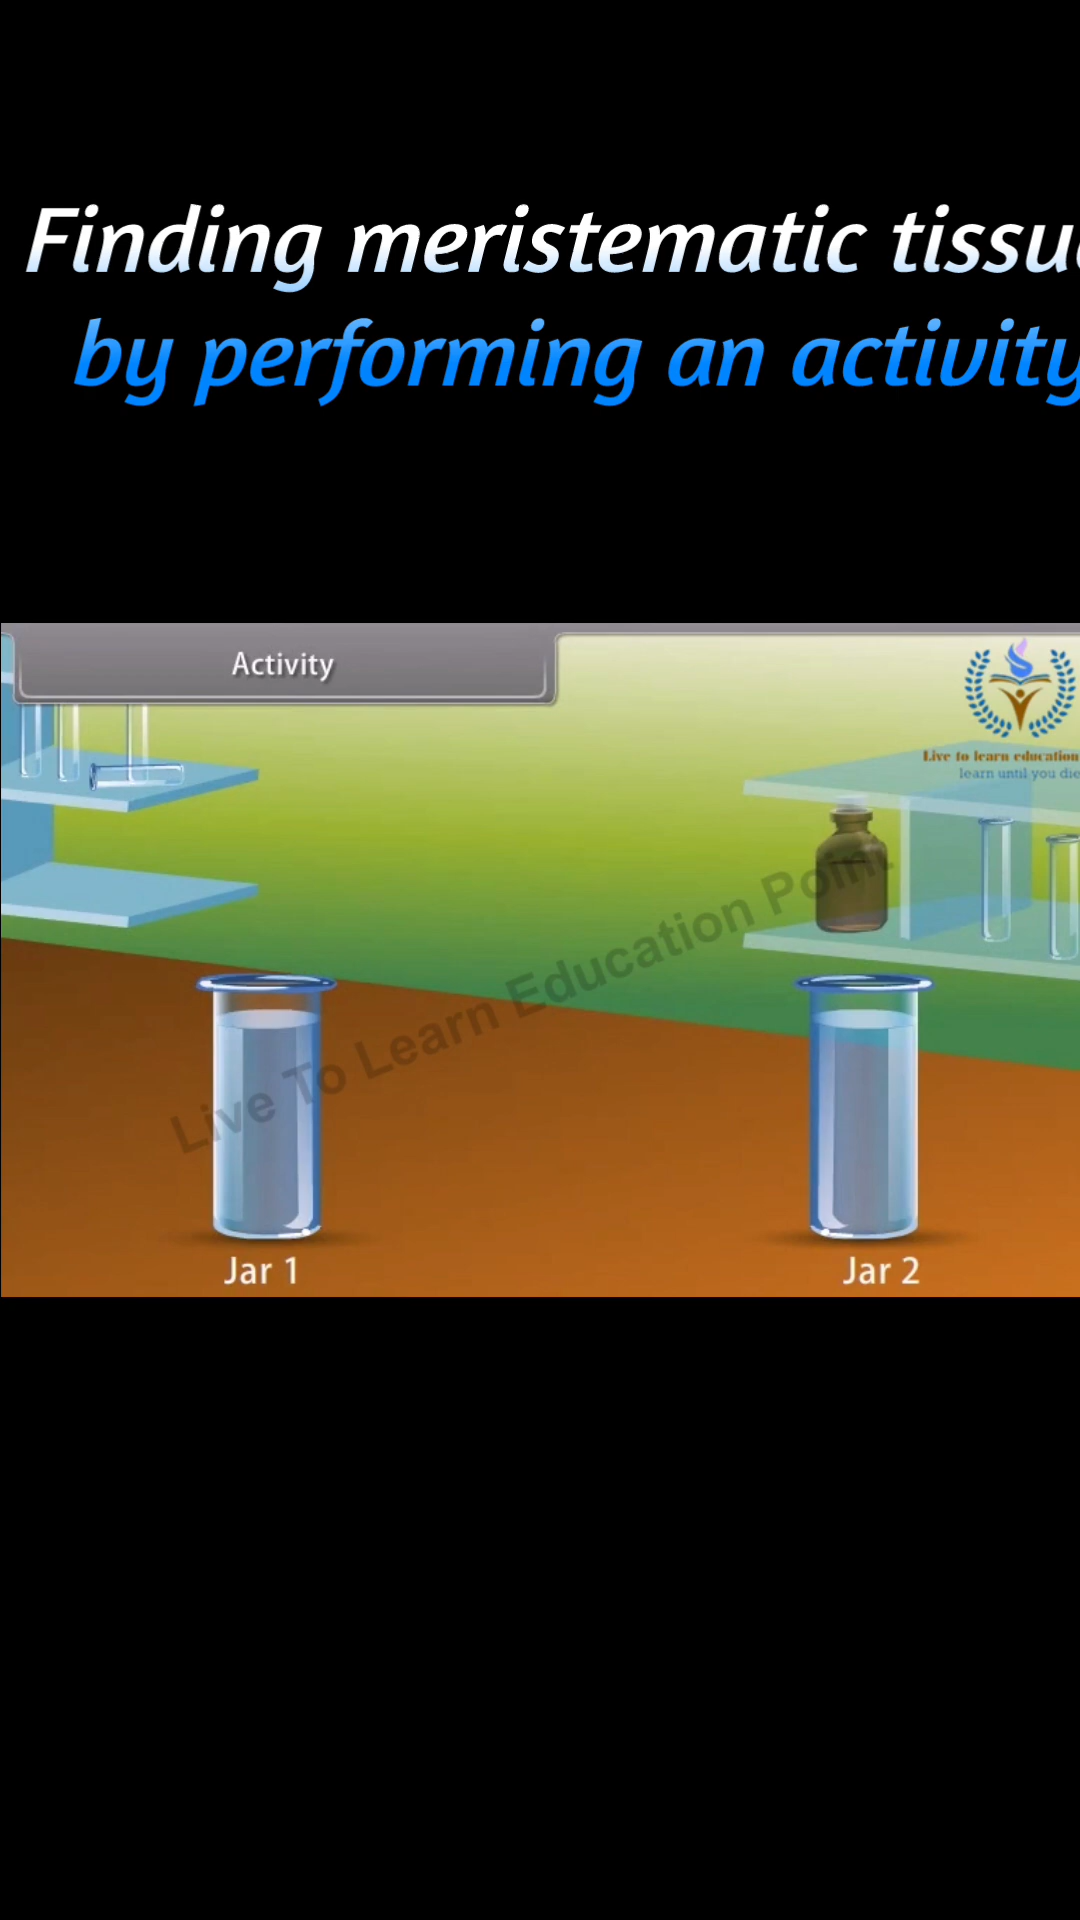 Finding meristematic tissu
by performing an activity
Activity
Live to learn education
learn until you die
Live To Learn Education Point
Jar 1
Jar 2